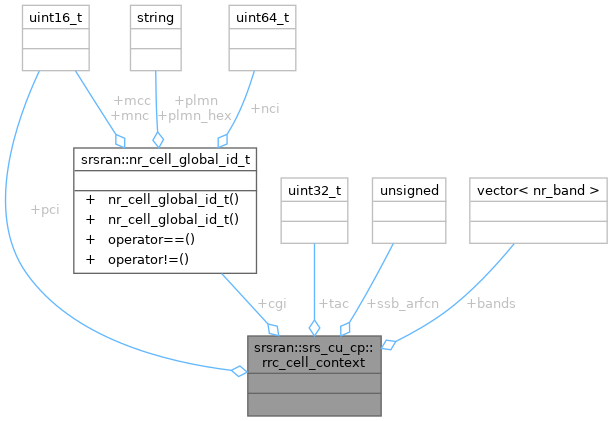 uint16_t
string
uint64_t
+mcc
+mnc
+plmn
+plmn_hex
+nci
srsran::nr_cell_global_id_t
+ nr_cell_global_id_t()
+ nr_cell_global_id_t()
+ operator==()
+ operator!=()
uint32_t
unsigned
vector< nr_band >
+pci
+cgi
+tac
+ssb_arfcn
+bands
srsran::srs_cu_cp::
rrc_cell_context